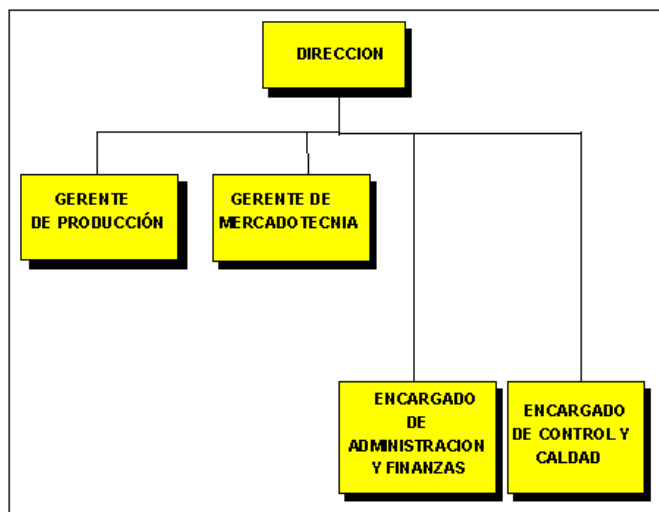 DIRECCION
GERENTE
DE PRODUCCIÓN
GERENTE DE
MERCADOTECNIA
ENCARGADO
DE
ADMINISTRACION
Y FINANZAS
ENCARGADO
DE CONTROL Y
CALDAD